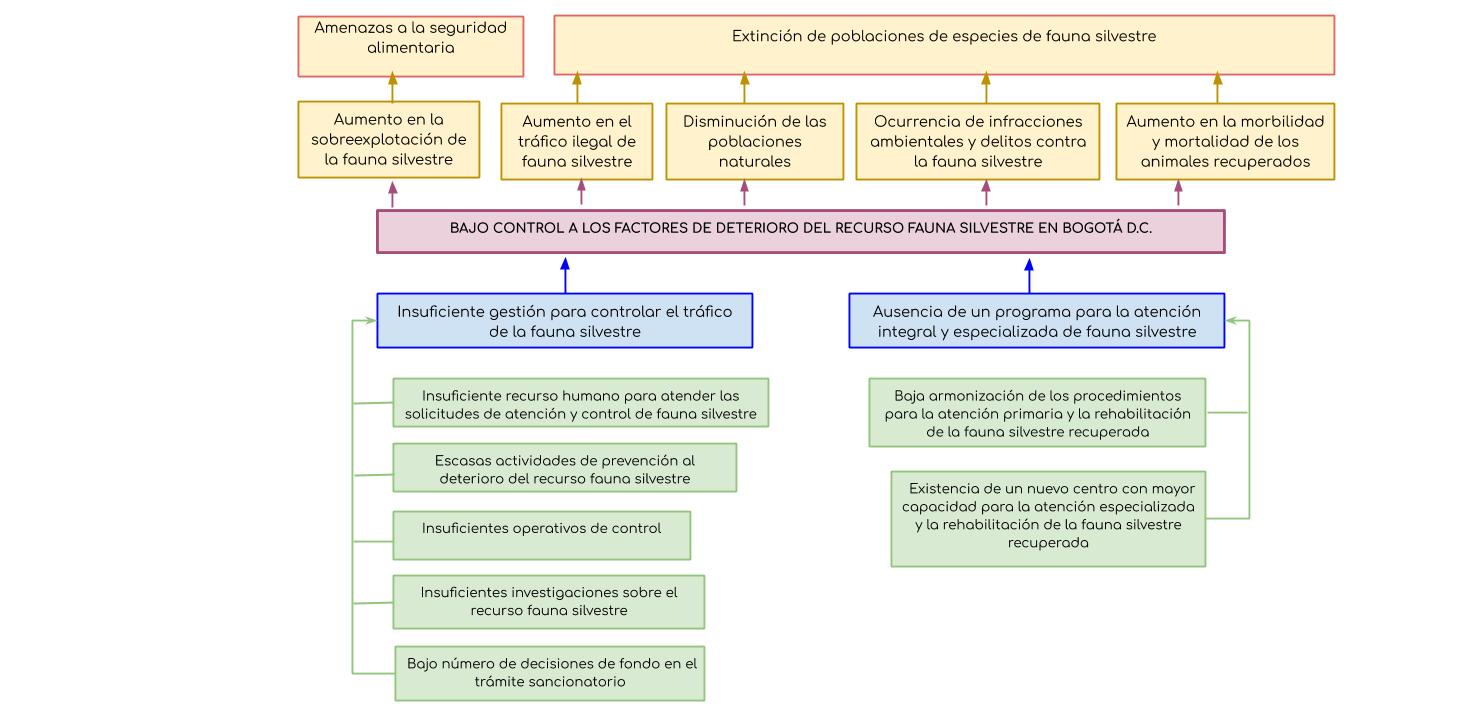 Amenazas a la seguridad
alimentaria
Extinción de poblaciones de especies de fauna silvestre
Aumento en la
sobreexplotación de
la fauna silvestre
Aumento en el
tráfico ilegal de
fauna silvestre
Disminución de las
poblaciones
naturales
Ocurrencia de infracciones
ambientales y delitos contra
la fauna silvestre
Aumento en la morbilidad
y mortalidad de los
animales recuperados
BAJO CONTROL A LOS FACTORES DE DETERIORO DEL RECURSO FAUNA SILVESTRE EN BOGOTÁ D.C.
Insuficiente gestión para controlar el tráfico
de la fauna silvestre
Ausencia de un programa para la atención
integral y especializada de fauna silvestre
Insuficiente recurso humano para atender las
solicitudes de atención y control de fauna silvestre
Escasas actividades de prevención al
deterioro del recurso fauna silvestre
Insuficientes operativos de control
Insuficientes investigaciones sobre el
recurso fauna silvestre
Bajo número de decisiones de fondo en el
trámite sancionatorio
Baja armonización de los procedimientos
para la atención primaria y la rehabilitación
de la fauna silvestre recuperada
Existencia de un nuevo centro con mayor
capacidad para la atención especializada
y la rehabilitación de la fauna silvestre
recuperada